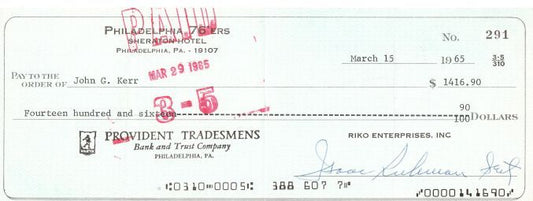 PHILADELPHIA 76'ERS
SHERATON HOTEL
PHILADELPHIA, PA. - 19107
No. 291
March 15 1965
3-5
310
PAID
MAR 29 1965
3-5
PAY TO THE
ORDER OF John G. Kerr $ 1416.90
Fourteen hundred and sixteen 90
100 DOLLARS
PROVIDENT TRADESMENS
Bank and Trust Company
PHILADELPHIA, PA.
RIKO ENTERPRISES, INC
Isaac Richman
0310 0005 388 607 7 0000141690